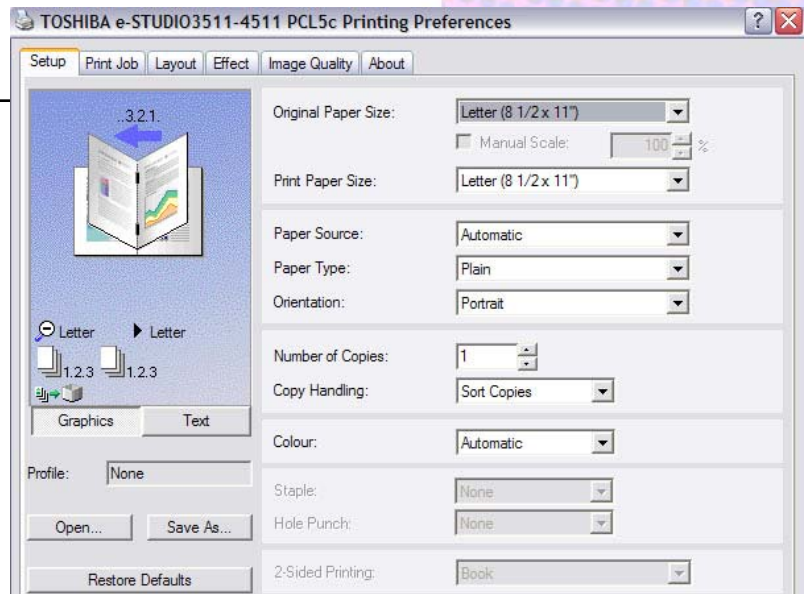 TOSHIBA e-STUDIO3511-4511 PCL5c Printing Preferences
Setup Print Job Layout Effect Image Quality About
..3.2.1.
Original Paper Size: Letter (8 1/2 x 11")
Manual Scale: 100 %
Print Paper Size: Letter (8 1/2 x 11")
Paper Source: Automatic
Paper Type: Plain
Orientation: Portrait
Letter Letter
1.2.3 1.2.3
Number of Copies: 1
Copy Handling: Sort Copies
Graphics Text
Colour: Automatic
Profile: None
Staple: None
Open... Save As...
Hole Punch: None
Restore Defaults
2-Sided Printing: Book